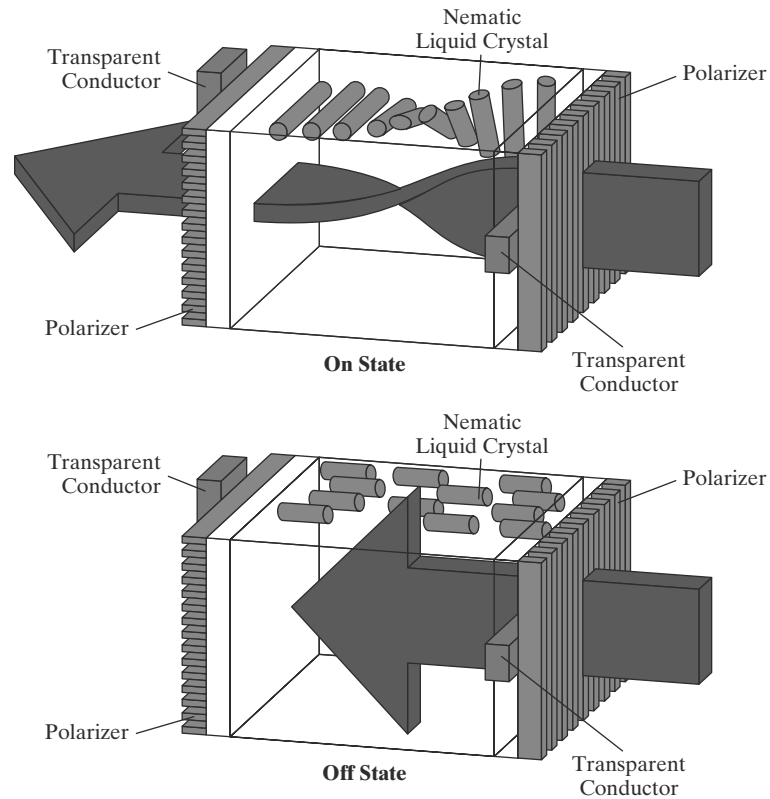 Nematic
Liquid Crystal
Transparent
Conductor
Polarizer
Polarizer
On State
Transparent
Conductor
Nematic
Liquid Crystal
Transparent
Conductor
Polarizer
Polarizer
Off State
Transparent
Conductor